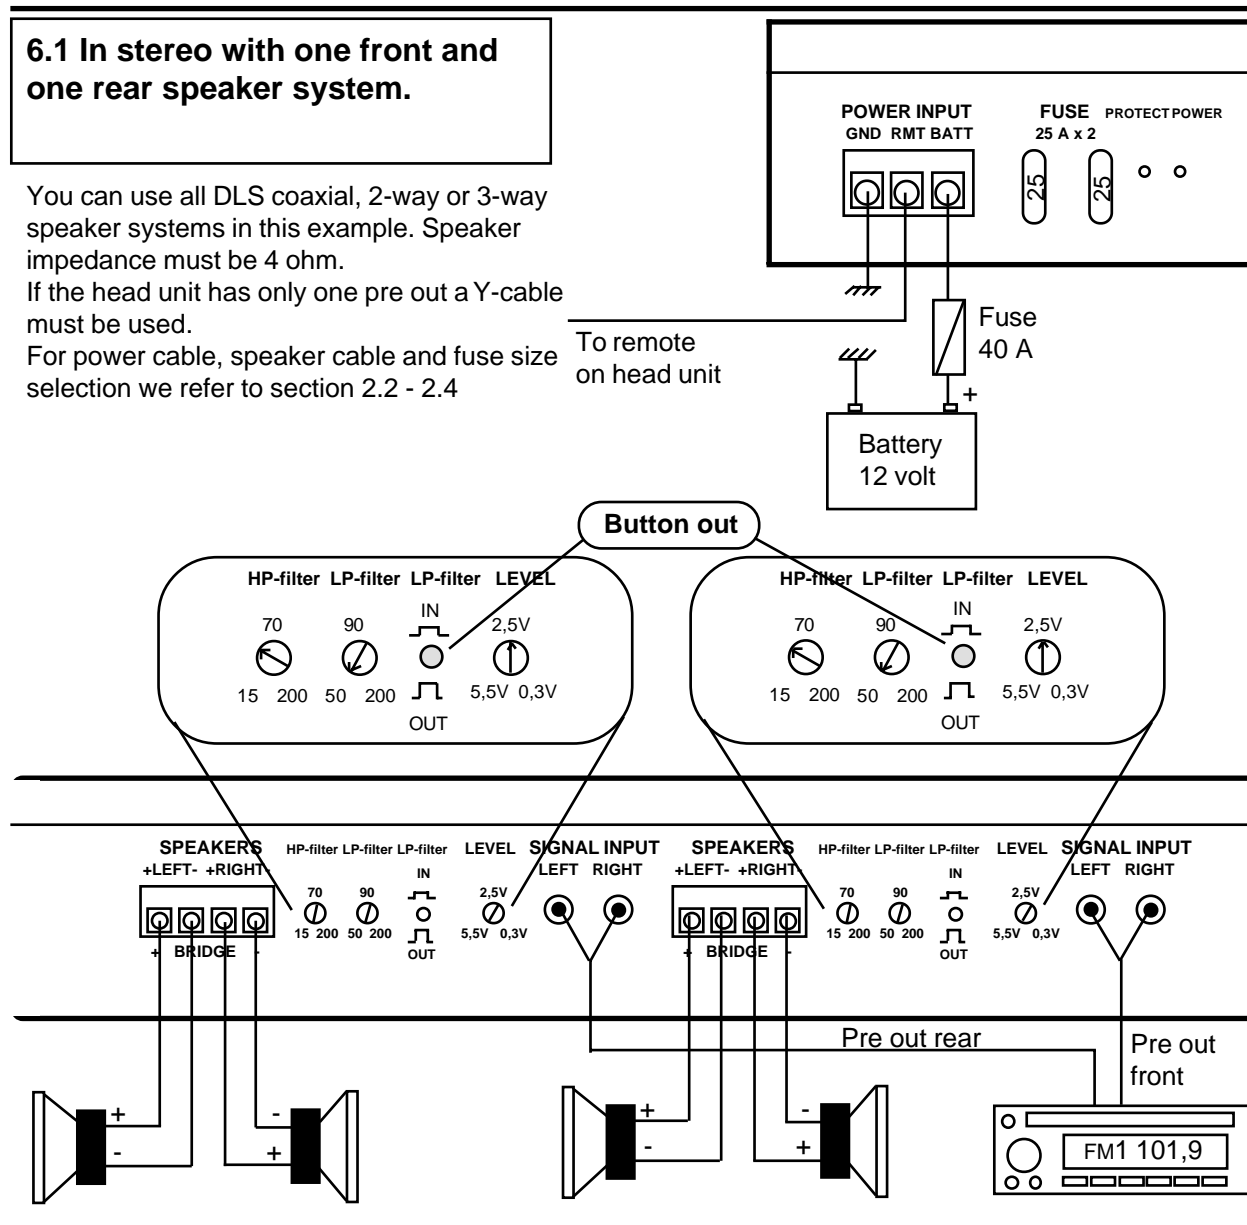 6.1 In stereo with one front and
one rear speaker system.
You can use all DLS coaxial, 2-way or 3-way
speaker systems in this example. Speaker
impedance must be 4 ohm.
If the head unit has only one pre out a Y-cable
must be used.
For power cable, speaker cable and fuse size
selection we refer to section 2.2 - 2.4
POWER INPUT FUSE PROTECT POWER
GND RMT BATT 25 A x 2
25 25
To remote
on head unit
Fuse
40 A
+
Battery
12 volt
Button out
HP-filter LP-filter LP-filter LEVEL
IN
70 90 2,5V
15 200 50 200 5,5V 0,3V
OUT
HP-filter LP-filter LP-filter LEVEL
IN
70 90 2,5V
15 200 50 200 5,5V 0,3V
OUT
SPEAKERS HP-filter LP-filter LP-filter LEVEL SIGNAL INPUT
+LEFT- +RIGHT- IN LEFT RIGHT
70 90 2,5V
15 200 50 200 5,5V 0,3V
+ BRIDGE - OUT
SPEAKERS HP-filter LP-filter LP-filter LEVEL SIGNAL INPUT
+LEFT- +RIGHT- IN LEFT RIGHT
70 90 2,5V
15 200 50 200 5,5V 0,3V
+ BRIDGE - OUT
Pre out rear
Pre out
front
+ - + -
- + - +
FM1 101,9